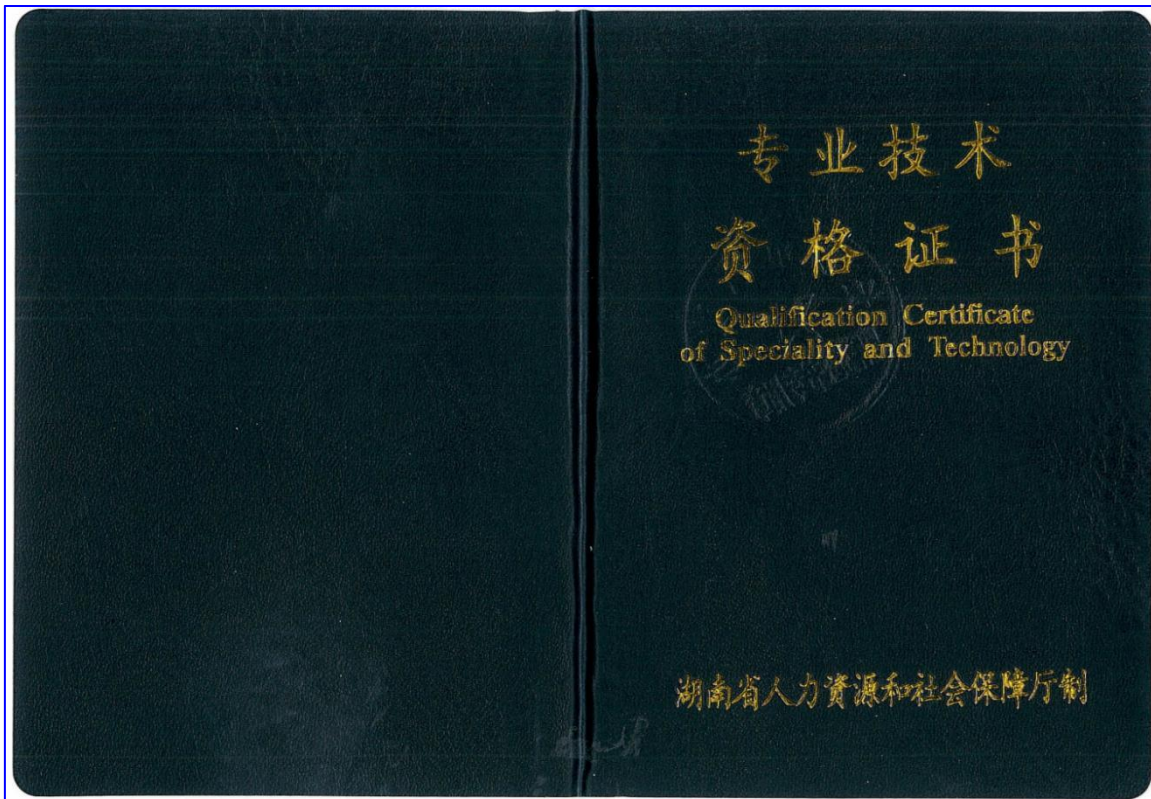 专业技术
资格证书
Qualification Certificate
of Speciality and Technology
湖南省人力资源和社会保障厅制